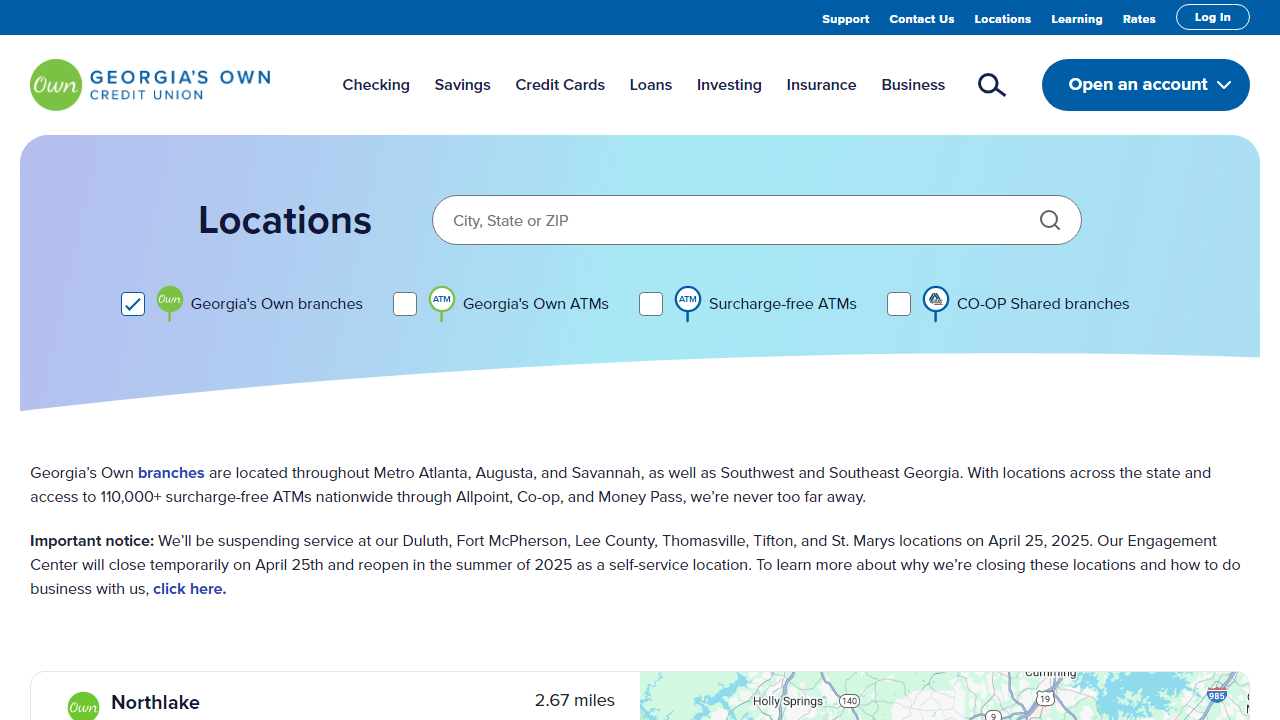 Support Contact Us Locations Learning Rates Log In
Own GEORGIA'S OWN
CREDIT UNION
Checking Savings Credit Cards Loans Investing Insurance Business Open an account
Locations City, State or ZIP
Own Georgia's Own branches ATM Georgia's Own ATMs ATM Surcharge-free ATMs CO-OP Shared branches
Georgia’s Own branches are located throughout Metro Atlanta, Augusta, and Savannah, as well as Southwest and Southeast Georgia. With locations across the state and
access to 110,000+ surcharge-free ATMs nationwide through Allpoint, Co-op, and Money Pass, we’re never too far away.
Important notice: We’ll be suspending service at our Duluth, Fort McPherson, Lee County, Thomasville, Tifton, and St. Marys locations on April 25, 2025. Our Engagement
Center will close temporarily on April 25th and reopen in the summer of 2025 as a self-service location. To learn more about why we’re closing these locations and how to do
business with us, click here.
Cumming
Own Northlake 2.67 miles Holly Springs 140 19 985
9